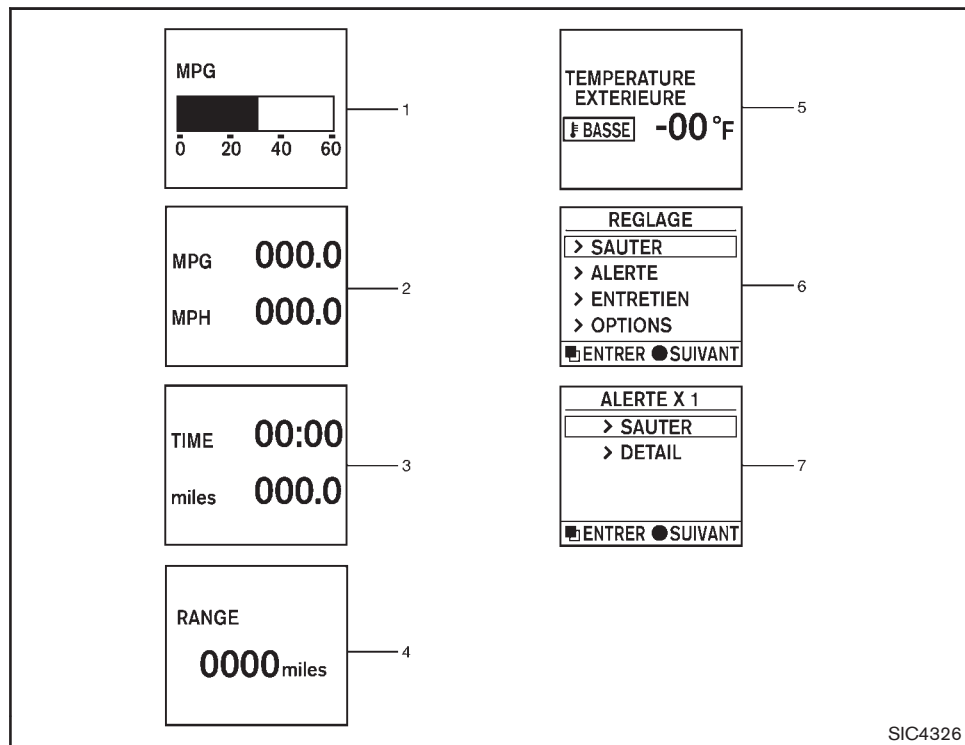 MPG
0 20 40 60
1
MPG 000.0
MPH 000.0
2
TIME 00:00
miles 000.0
3
RANGE
0000 miles
4
TEMPERATURE
EXTERIEURE
BASSE -00 °F
5
REGLAGE
> SAUTER
> ALERTE
> ENTRETIEN
> OPTIONS
ENTRER SUIVANT
6
ALERTE X 1
> SAUTER
> DETAIL
ENTRER SUIVANT
7
SIC4326